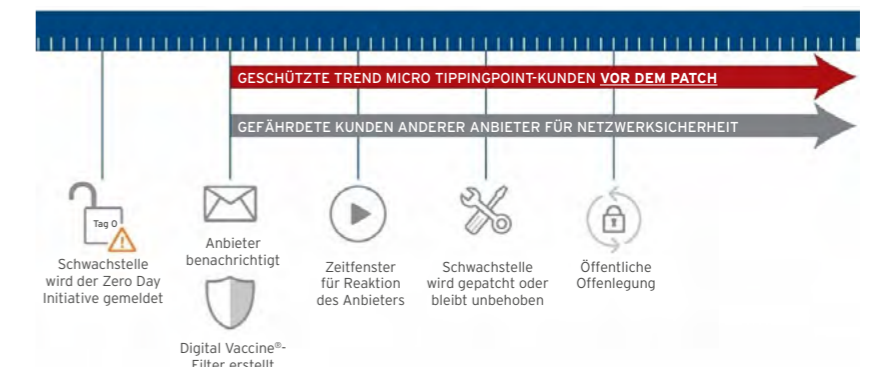 GESCHÜTZTE TREND MICRO TIPPINGPOINT-KUNDEN VOR DEM PATCH
GEFÄHRDETE KUNDEN ANDERER ANBIETER FÜR NETZWERKSICHERHEIT
Tag 0
Schwachstelle
wird der Zero Day
Initiative gemeldet
Anbieter
benachrichtigt
Digital Vaccine®-
Filter erstellt
Zeitfenster
für Reaktion
des Anbieters
Schwachstelle
wird gepatcht oder
bleibt unbehoben
Öffentliche
Offenlegung